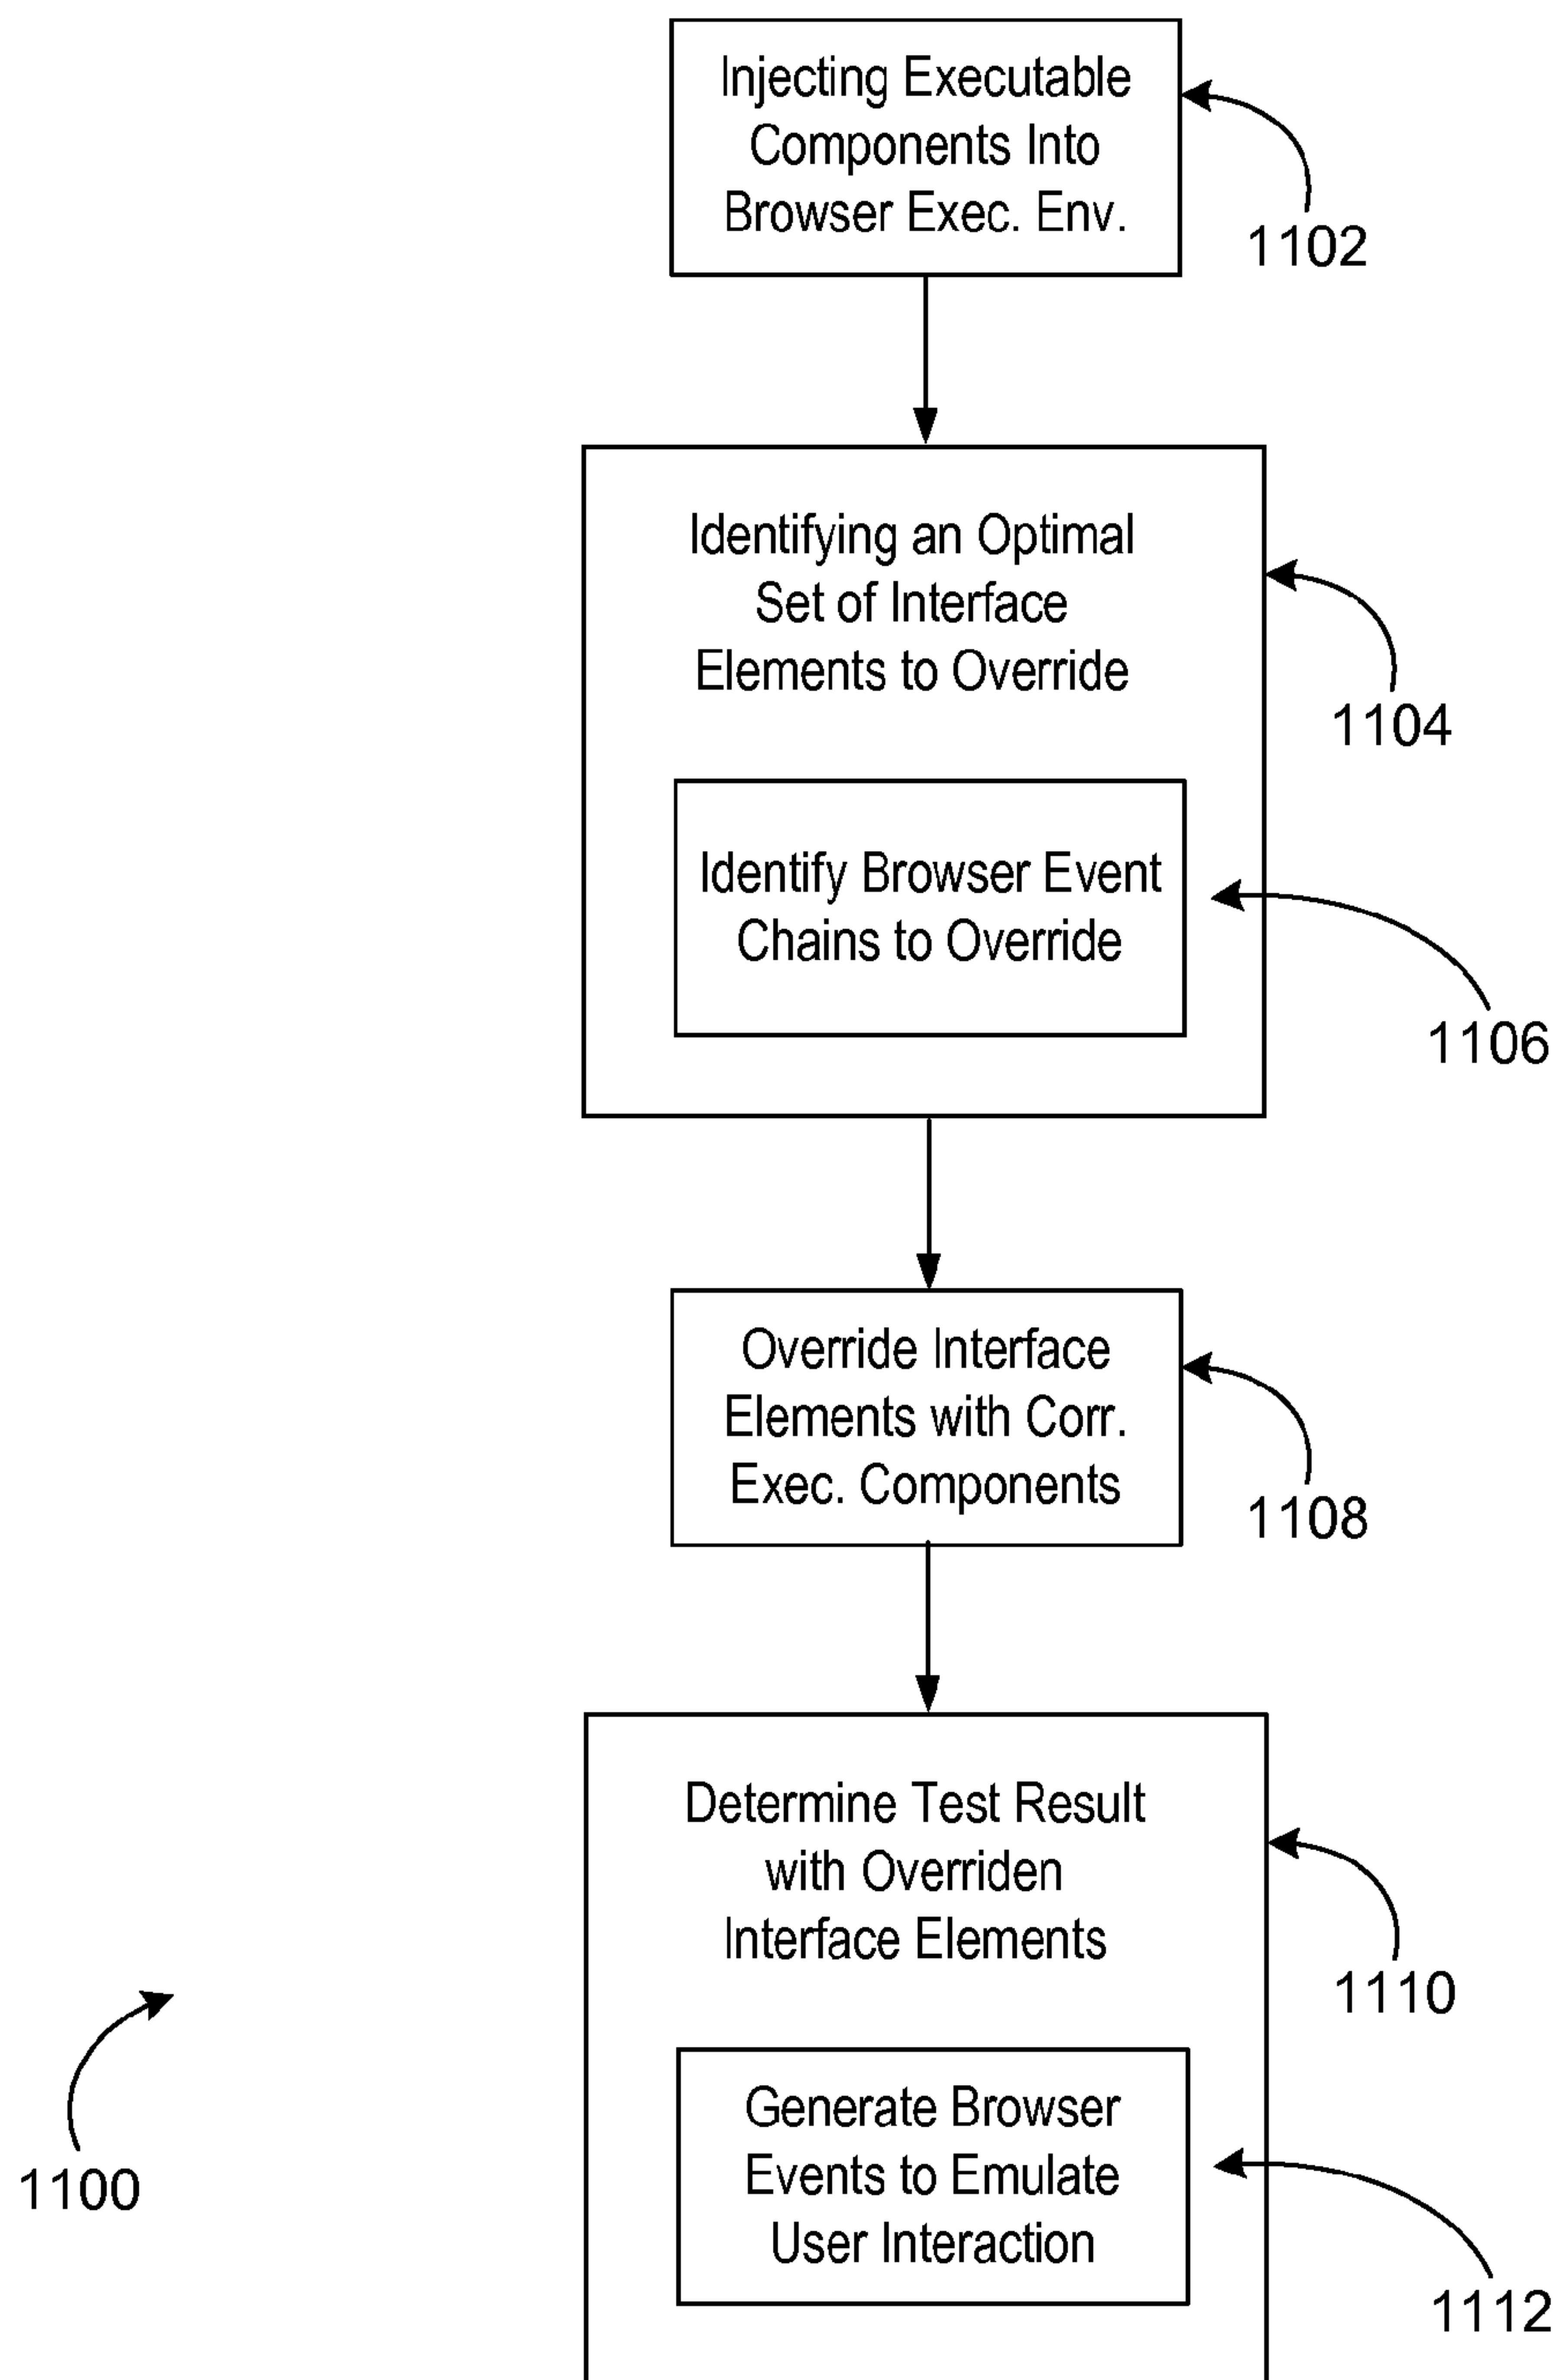 Injecting Executable
Components Into
Browser Exec. Env.
1102
Identifying an Optimal
Set of Interface
Elements to Override
1104
Identify Browser Event
Chains to Override
1106
Override Interface
Elements with Corr.
Exec. Components
1108
Determine Test Result
with Overriden
Interface Elements
1110
Generate Browser
Events to Emulate
User Interaction
1112
1100